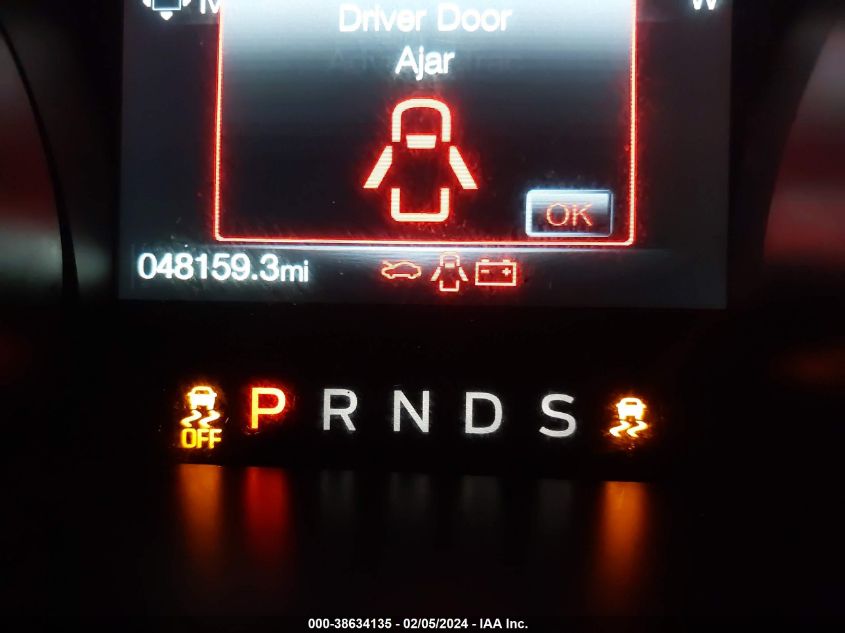 Driver Door
Ajar
OK
048159.3mi
P R N D S
OFF
000-38634135 - 02/05/2024 - IAA Inc.